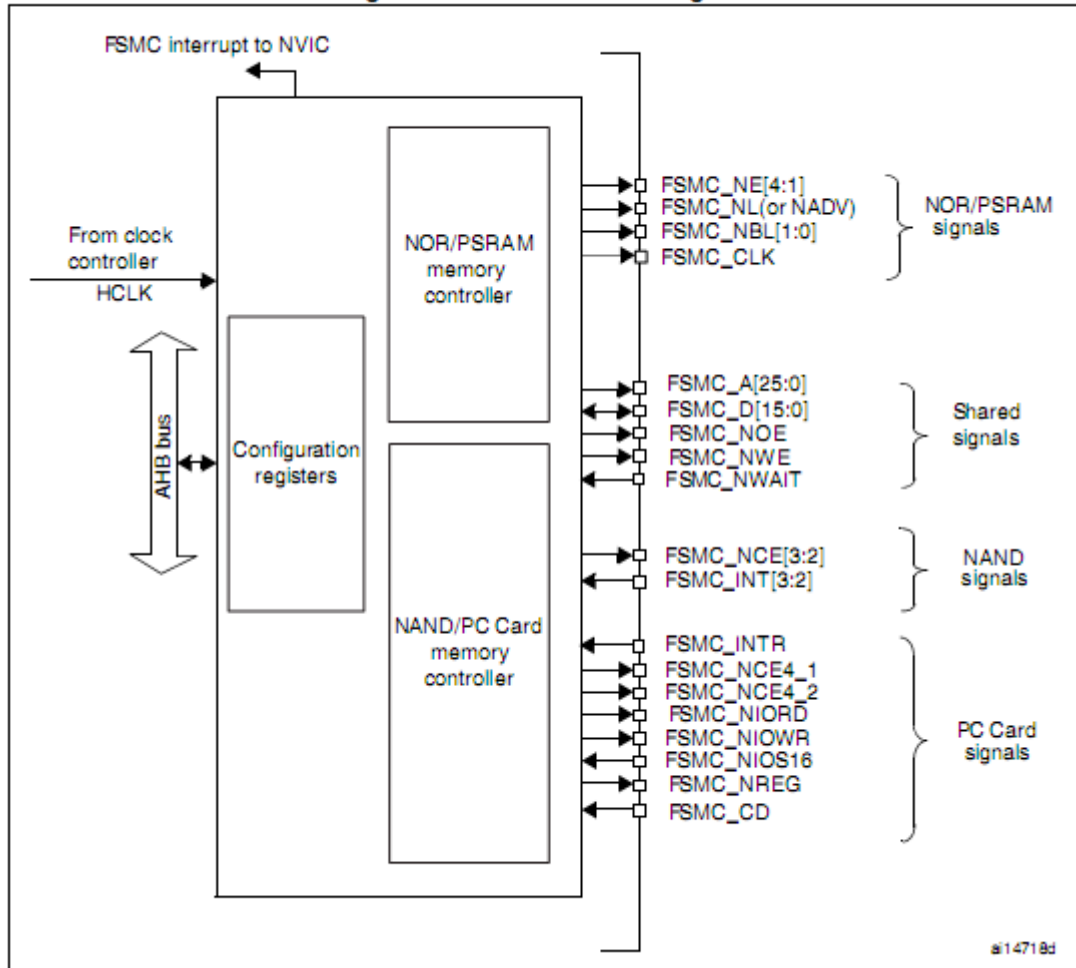 FSMC interrupt to NVIC
From clock
controller
HCLK
AHB bus
Configuration
registers
NOR/PSRAM
memory
controller
NAND/PC Card
memory
controller
FSMC_NE[4:1]
FSMC_NL(or NADV)
FSMC_NBL[1:0]
FSMC_CLK
NOR/PSRAM
signals
FSMC_A[25:0]
FSMC_D[15:0]
FSMC_NOE
FSMC_NWE
FSMC_NWAIT
Shared
signals
FSMC_NCE[3:2]
FSMC_INT[3:2]
NAND
signals
FSMC_INTR
FSMC_NCE4_1
FSMC_NCE4_2
FSMC_NIORD
FSMC_NIOWR
FSMC_NIOS16
FSMC_NREG
FSMC_CD
PC Card
signals
ai14718d